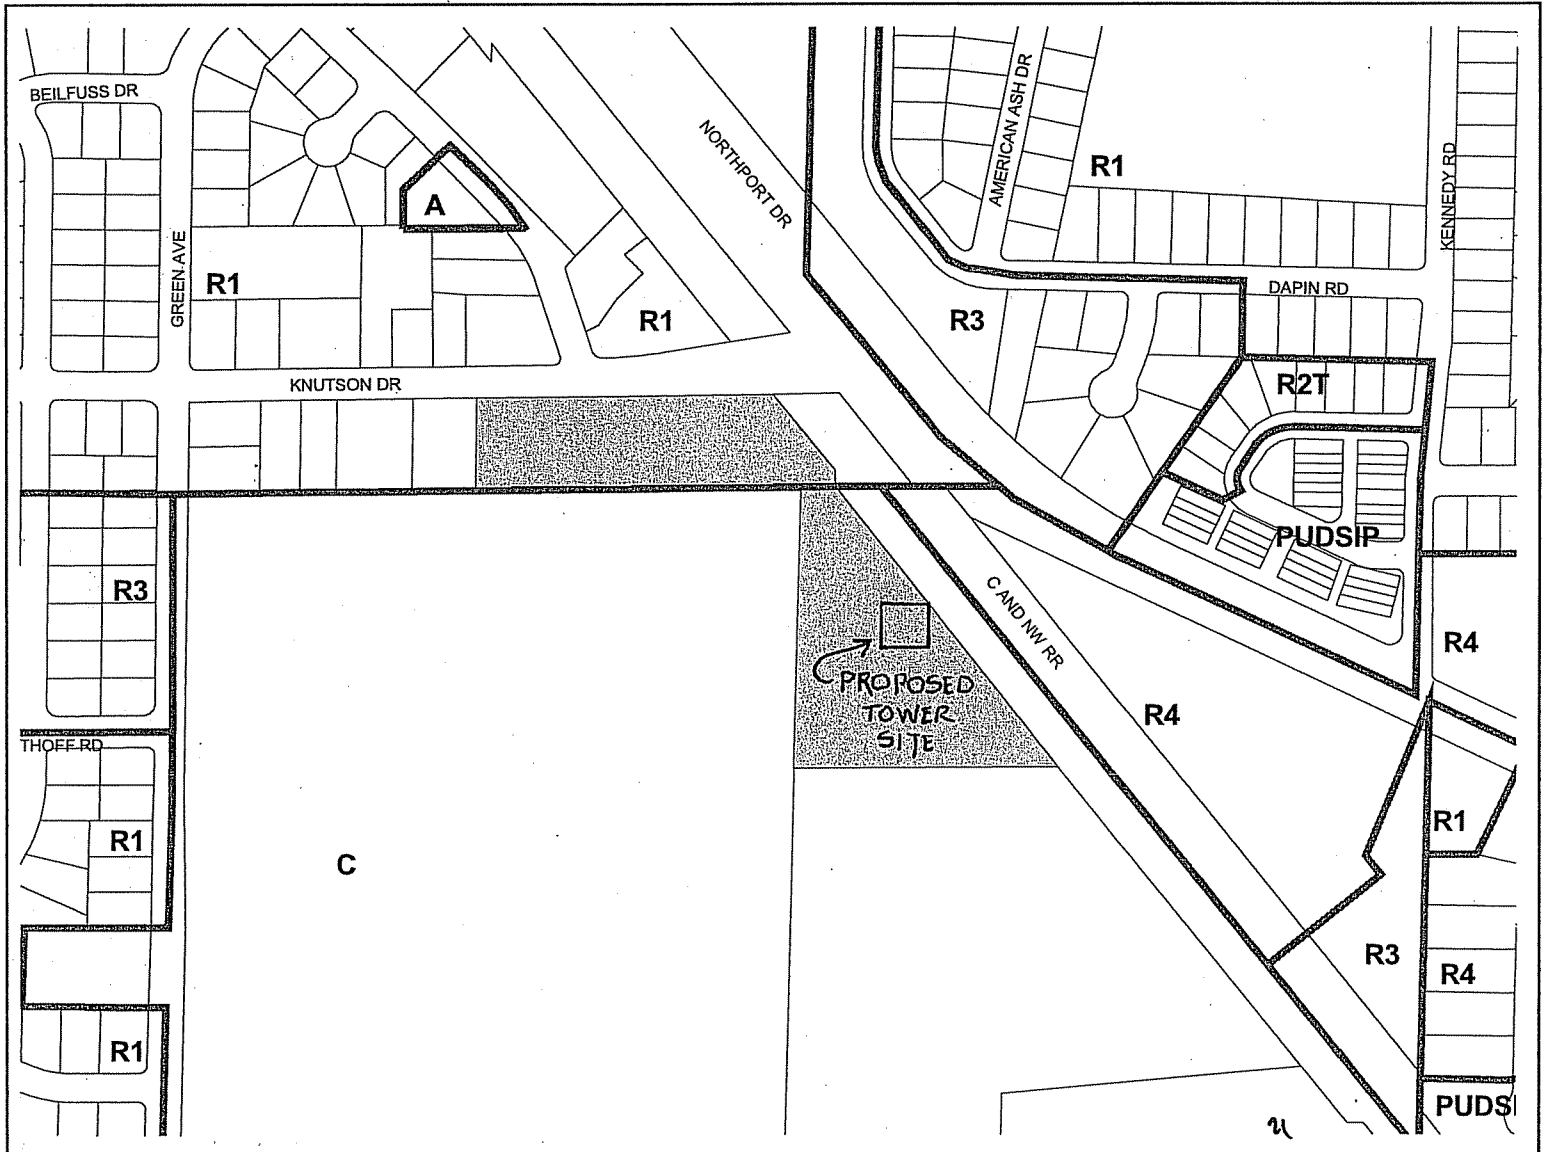 BEILFUSS DR
GREEN AVE
A
R1
NORTHPORT DR
R1
KNUTSON DR
AMERICAN ASH DR
R1
KENNEDY RD
DAPIN RD
R3
R2T
PUDSIP
R3
PROPOSED
TOWER
SITE
C AND NW RR
R4
R4
THOFF RD
R1
C
R1
R3
R4
R1
PUDSI